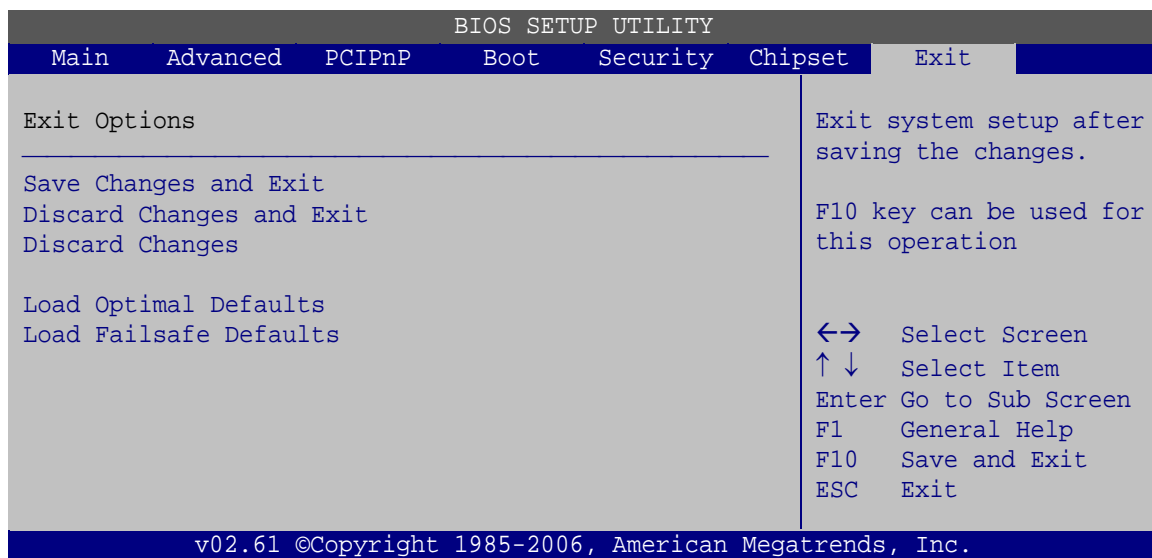 BIOS SETUP UTILITY
Main Advanced PCIPnP Boot Security Chipset Exit
Exit Options
Save Changes and Exit
Discard Changes and Exit
Discard Changes
Load Optimal Defaults
Load Failsafe Defaults
Exit system setup after
saving the changes.
F10 key can be used for
this operation
←→ Select Screen
↑ ↓ Select Item
Enter Go to Sub Screen
F1 General Help
F10 Save and Exit
ESC Exit
v02.61 ©Copyright 1985-2006, American Megatrends, Inc.